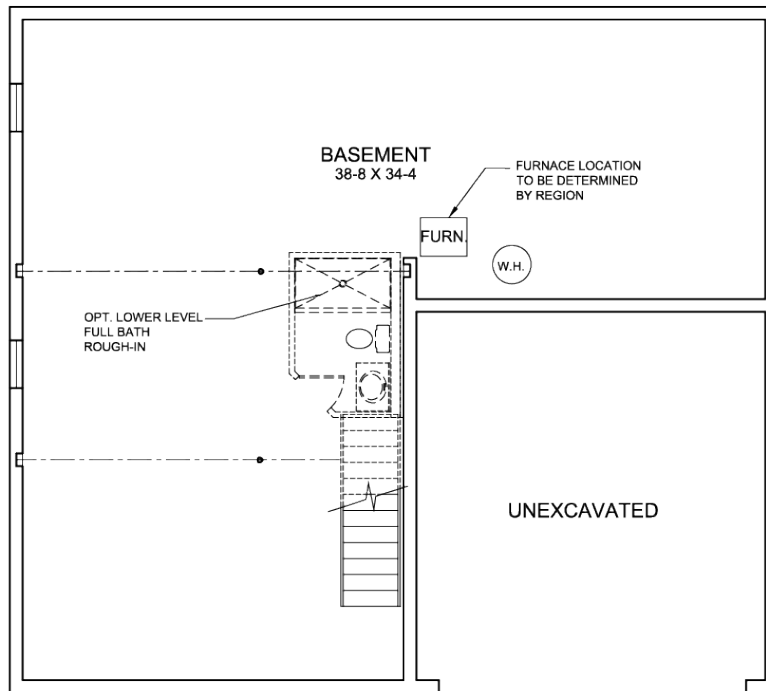 BASEMENT
38-8 X 34-4
FURNACE LOCATION
TO BE DETERMINED
BY REGION
FURN.
W.H.
OPT. LOWER LEVEL
FULL BATH
ROUGH-IN
UNEXCAVATED